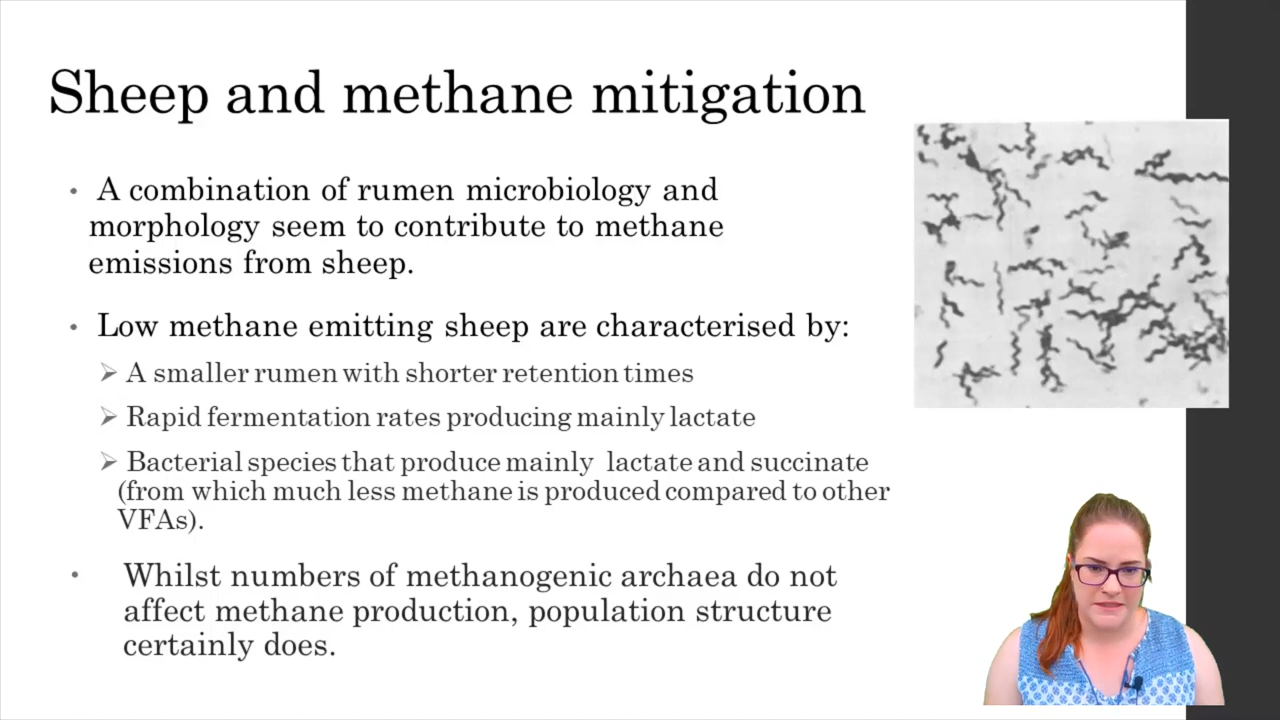 Sheep and methane mitigation
• A combination of rumen microbiology and
morphology seem to contribute to methane
emissions from sheep.
• Low methane emitting sheep are characterised by:
➢ A smaller rumen with shorter retention times
➢ Rapid fermentation rates producing mainly lactate
➢ Bacterial species that produce mainly lactate and succinate
(from which much less methane is produced compared to other
VFAs).
• Whilst numbers of methanogenic archaea do not
affect methane production, population structure
certainly does.